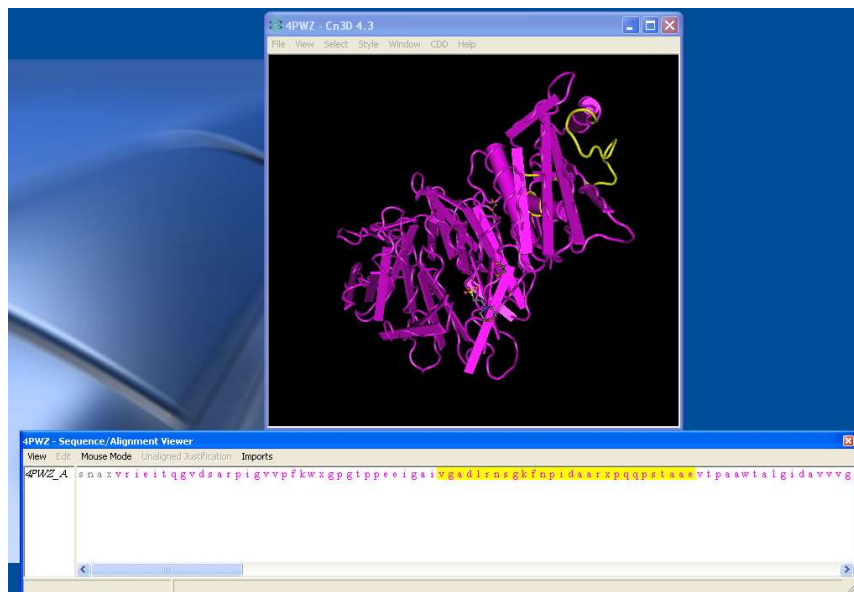 4PWZ - Cn3D 4.3
File View Select Style Window CDD Help
4PWZ - Sequence/Alignment Viewer
View Edit Mouse Mode Unaligned Justification Imports
4PWZ_A snaxvrieitqgvdsarpigvvpfkwxgpgtppeeigaivgadlrnsgkfnpidaarxpqqpstaaevtpaawtalgidavvvg